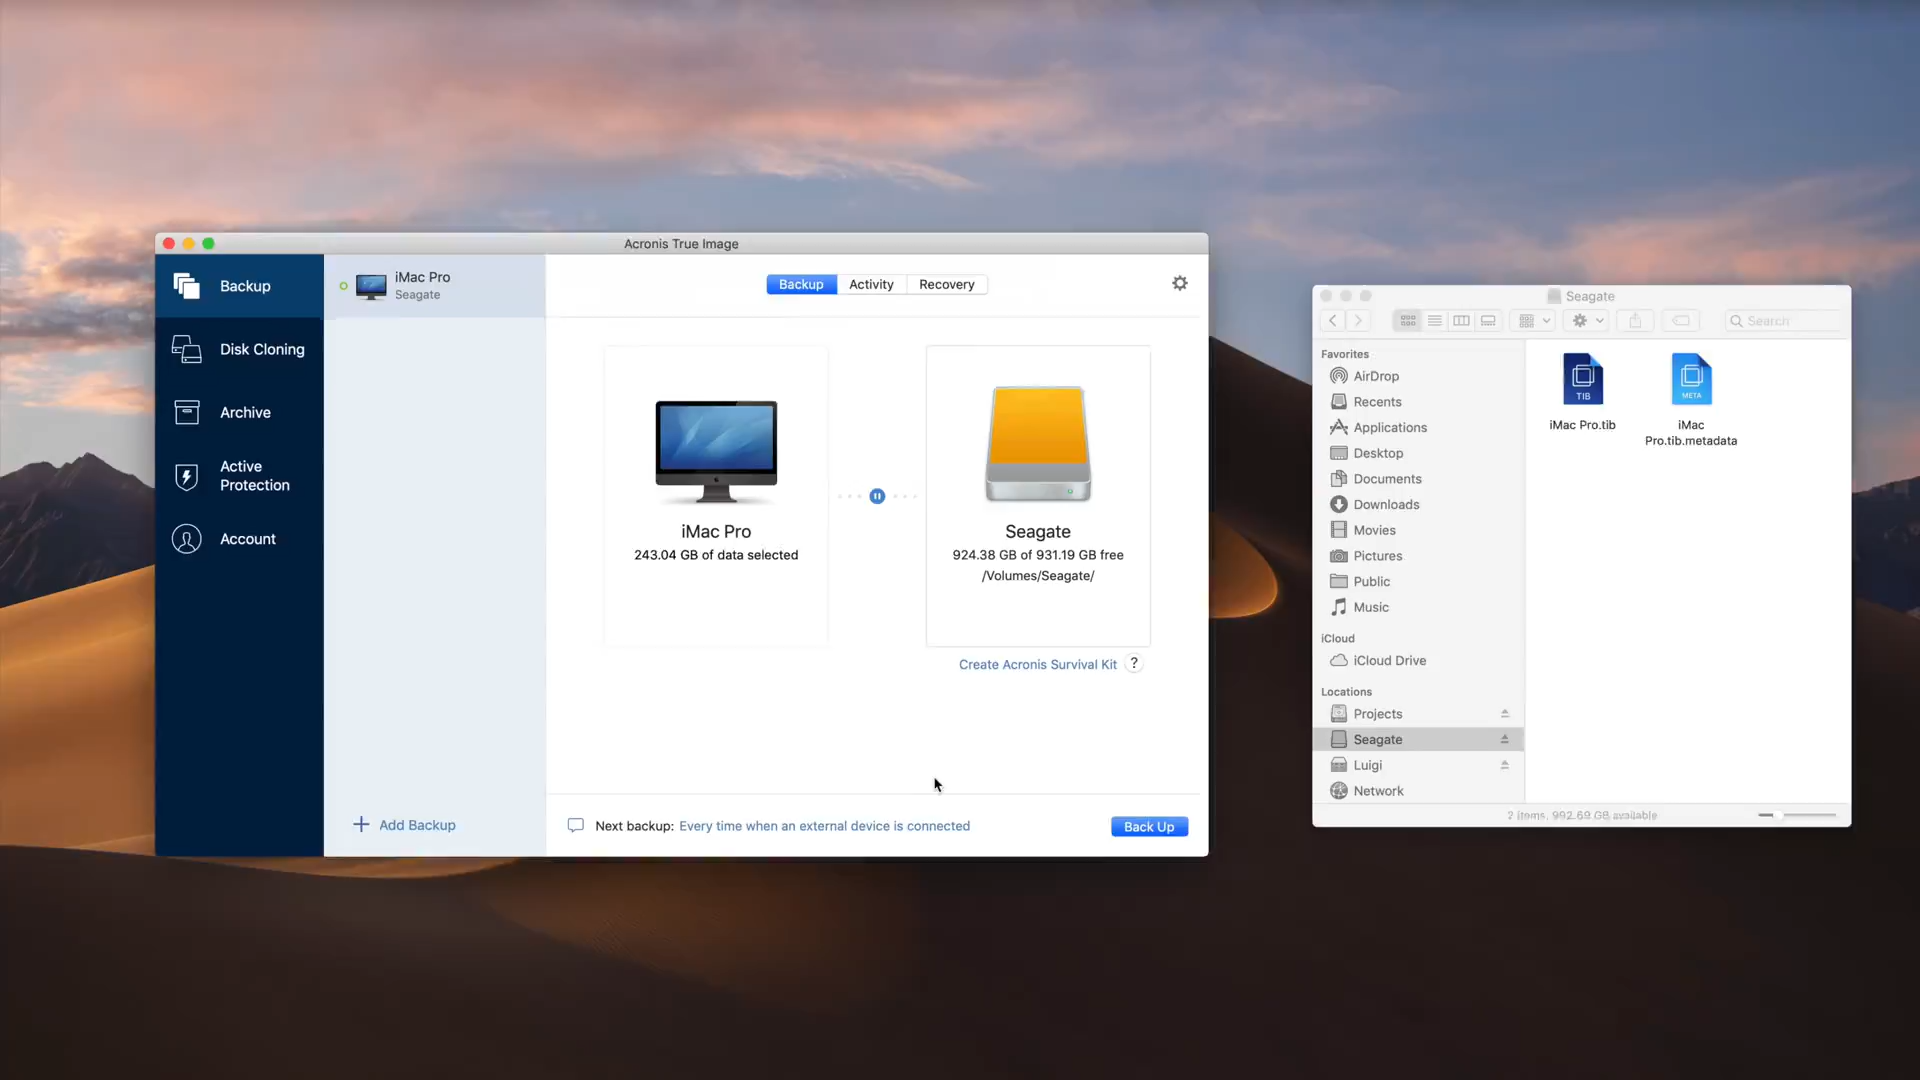 Acronis True Image
Backup
Disk Cloning
Archive
Active
Protection
Account
iMac Pro
Seagate
Add Backup
Backup
Activity
Recovery
iMac Pro
243.04 GB of data selected
Seagate
924.38 GB of 931.19 GB free
/Volumes/Seagate/
Create Acronis Survival Kit
?
Next backup: Every time when an external device is connected
Back Up
Seagate
Search
Favorites
AirDrop
Recents
Applications
Desktop
Documents
Downloads
Movies
Pictures
Public
Music
iCloud
iCloud Drive
Locations
Projects
Seagate
Luigi
Network
TIB
iMac Pro.tib
META
iMac
Pro.tib.metadata
2 items, 992.69 GB available